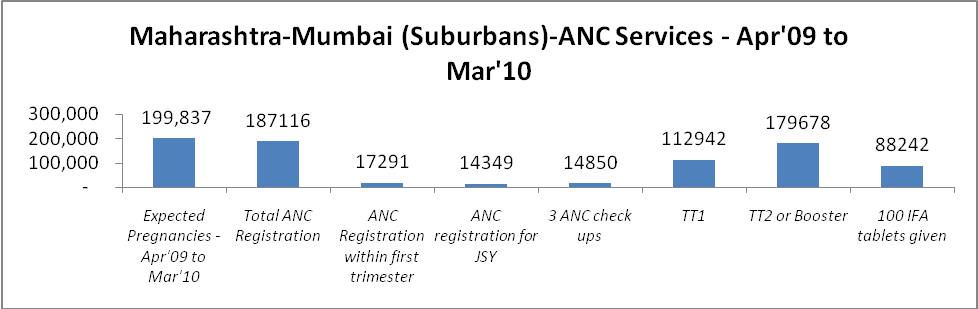 Maharashtra-Mumbai (Suburbans)-ANC Services - Apr'09 to
Mar'10
300,000
200,000
100,000
-
199,837
187116
17291
14349
14850
112942
179678
88242
Expected
Pregnancies -
Apr'09 to
Mar'10
Total ANC
Registration
ANC
Registration
within first
trimester
ANC
registration for
JSY
3 ANC check
ups
TT1
TT2 or Booster
100 IFA
tablets given